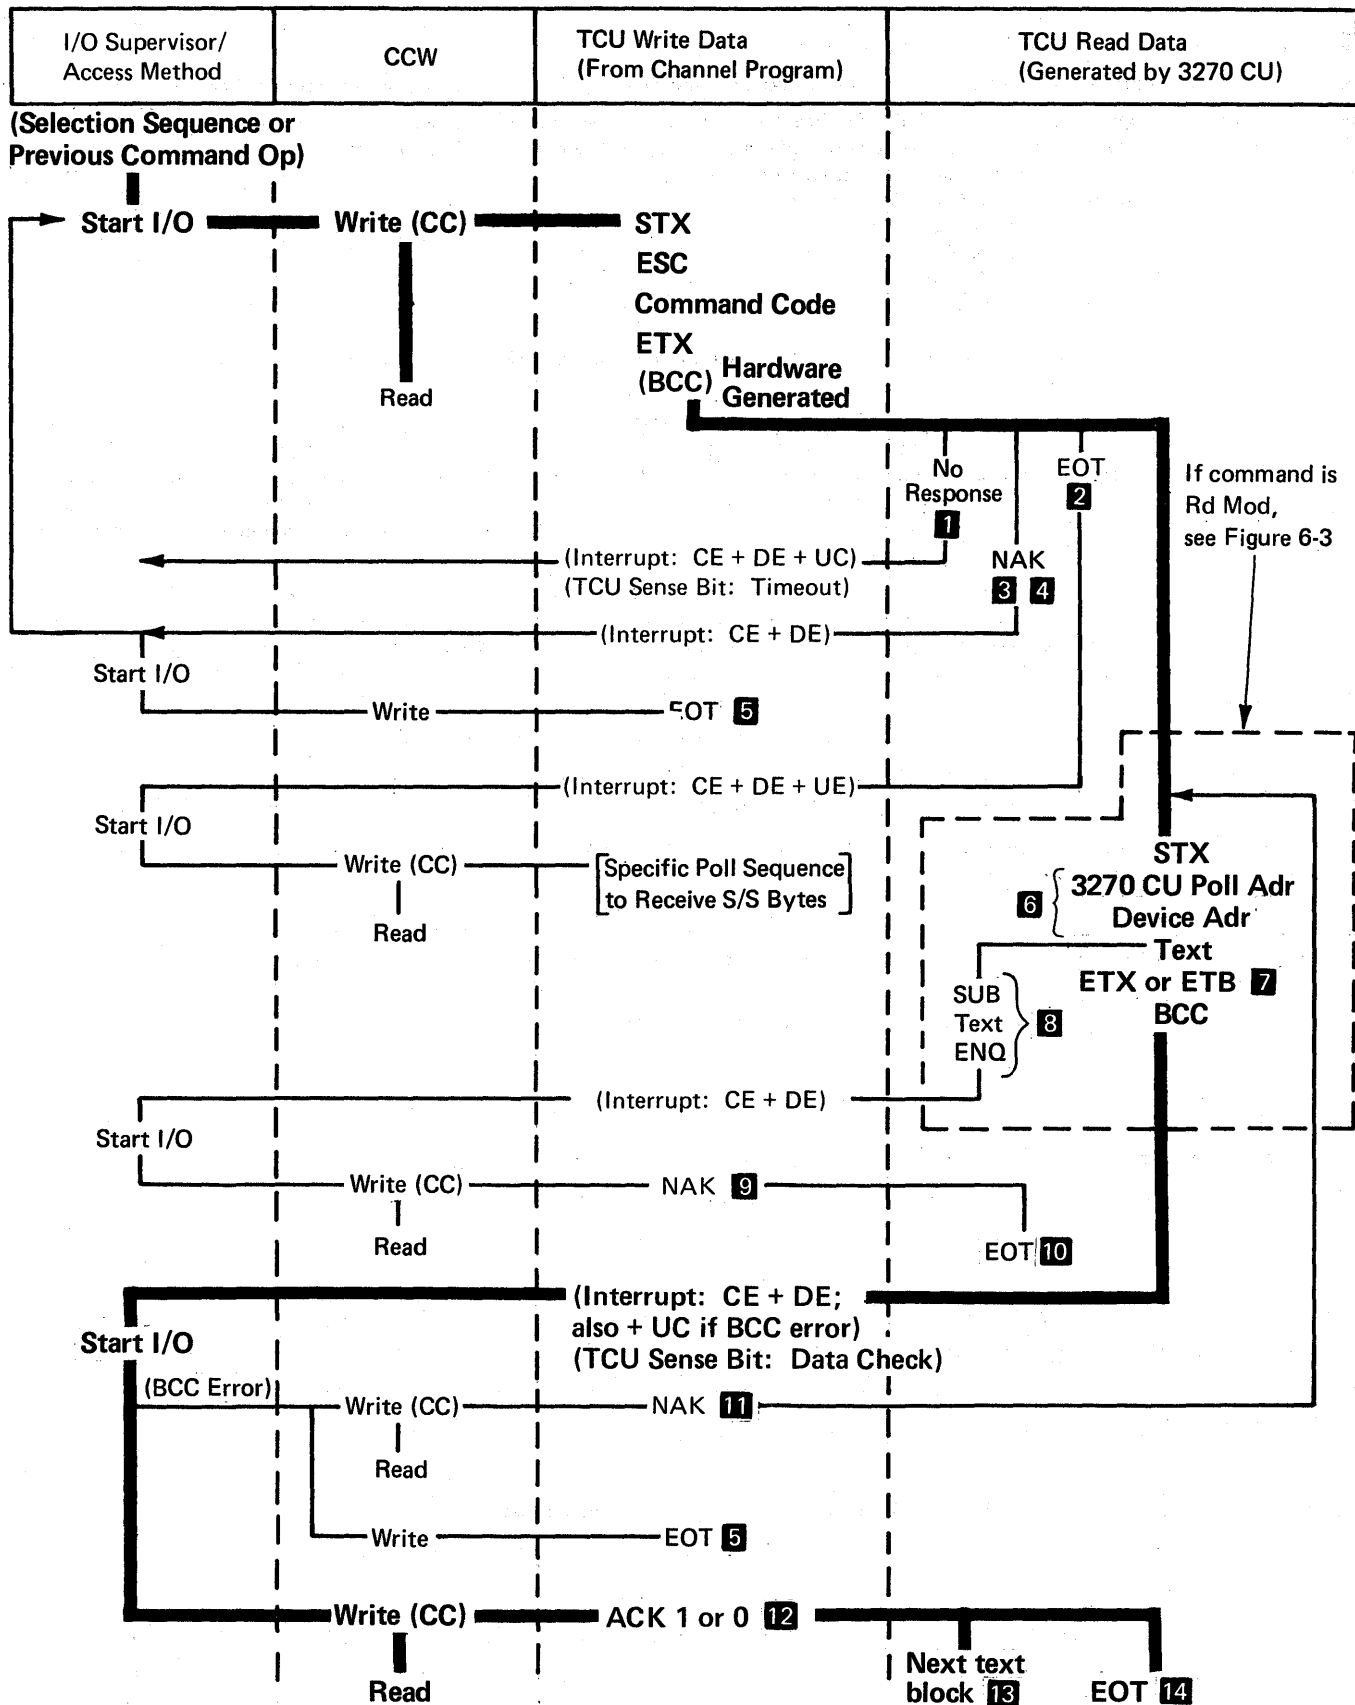 I/O Supervisor/
Access Method
CCW
TCU Write Data
(From Channel Program)
TCU Read Data
(Generated by 3270 CU)
(Selection Sequence or
Previous Command Op)
Start I/O
Write (CC)
STX
ESC
Command Code
ETX
(BCC) Hardware
Generated
Read
No
Response
1
EOT
2
If command is
Rd Mod,
see Figure 6-3
(Interrupt: CE + DE + UC)
(TCU Sense Bit: Timeout)
NAK
3 4
(Interrupt: CE + DE)
Start I/O
Write
EOT 5
(Interrupt: CE + DE + UE)
Start I/O
Write (CC)
[Specific Poll Sequence
to Receive S/S Bytes]
Read
STX
6 { 3270 CU Poll Adr
Device Adr
Text
ETX or ETB 7
BCC
SUB
Text
ENQ
8
(Interrupt: CE + DE)
Start I/O
Write (CC)
NAK 9
Read
EOT 10
(Interrupt: CE + DE;
also + UC if BCC error)
(TCU Sense Bit: Data Check)
Start I/O
(BCC Error)
Write (CC)
NAK 11
Read
Write
EOT 5
Write (CC)
ACK 1 or 0 12
Read
Next text
block 13
EOT 14